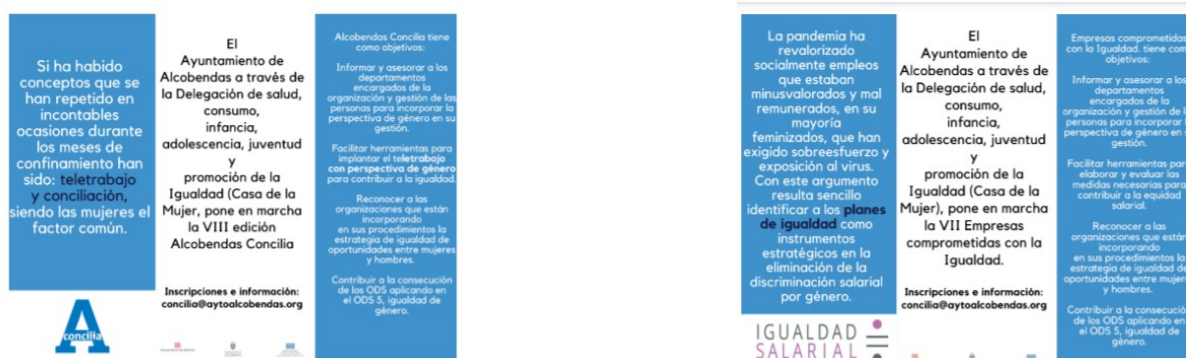 Si ha habido
conceptos que se
han repetido en
incontables
ocasiones durante
los meses de
confinamiento han
sido: teletrabajo
y conciliación,
siendo las mujeres el
factor común.
A
concilia
El
Ayuntamiento de
Alcobendas a través de
la Delegación de salud,
consumo,
infancia,
adolescencia, juventud
y
promoción de la
Igualdad (Casa de la
Mujer, pone en marcha
la VIII edición
Alcobendas Concilia
Inscripciones e información:
concilia@aytoalcobendas.org
Alcobendas Concilia tiene
como objetivos:
Informar y asesorar a los
departamentos
encargados de la
organización y gestión de las
personas para incorporar la
perspectiva de género en su
gestión.
Facilitar herramientas para
implantar el teletrabajo
con perspectiva de género
para contribuir a la igualdad.
Reconocer a las
organizaciones que están
incorporando
en sus procedimientos la
estrategia de igualdad de
oportunidades entre mujeres
y hombres.
Contribuir a la consecución
de los ODS aplicando en
el ODS 5, igualdad de
género.
La pandemia ha
revalorizado
socialmente empleos
que estaban
minusvalorados y mal
remunerados, en su
mayoría
feminizados, que han
exigido sobreesfuerzo y
exposición al virus.
Con este argumento
resulta sencillo
identificar a los planes
de igualdad como
instrumentos
estratégicos en la
eliminación de la
discriminación salarial
por género.
IGUALDAD
SALARIAL
El
Ayuntamiento de
Alcobendas a través de
la Delegación de salud,
consumo,
infancia,
adolescencia, juventud
y
promoción de la
Igualdad (Casa de la
Mujer), pone en marcha
la VII Empresas
comprometidas con la
Igualdad.
Inscripciones e información:
concilia@aytoalcobendas.org
Empresas comprometidas
con la Igualdad. tiene com
objetivos:
Informar y asesorar a los
departamentos
encargados de la
organización y gestión de l
personas para incorporar l
perspectiva de género en s
gestión.
Facilitar herramientas par
elaborar y evaluar las
medidas necesarias para
contribuir a la equidad
salarial.
Reconocer a las
organizaciones que están
incorporando
en sus procedimientos la
estrategia de igualdad de
oportunidades entre mujere
y hombres.
Contribuir a la consecució
de los ODS aplicando en
el ODS 5, igualdad de
género.